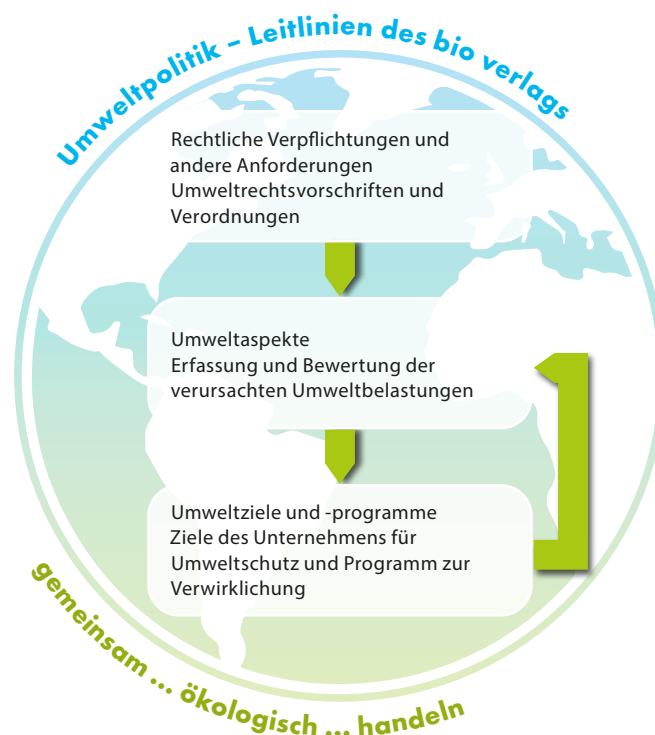 Umweltpolitik – Leitlinien des bio verlags
Rechtliche Verpflichtungen und
andere Anforderungen
Umweltrechtsvorschriften und
Verordnungen
Umweltaspekte
Erfassung und Bewertung der
verursachten Umweltbelastungen
Umweltziele und -programme
Ziele des Unternehmens für
Umweltschutz und Programm zur
Verwirklichung
gemeinsam ... ökologisch ... handeln